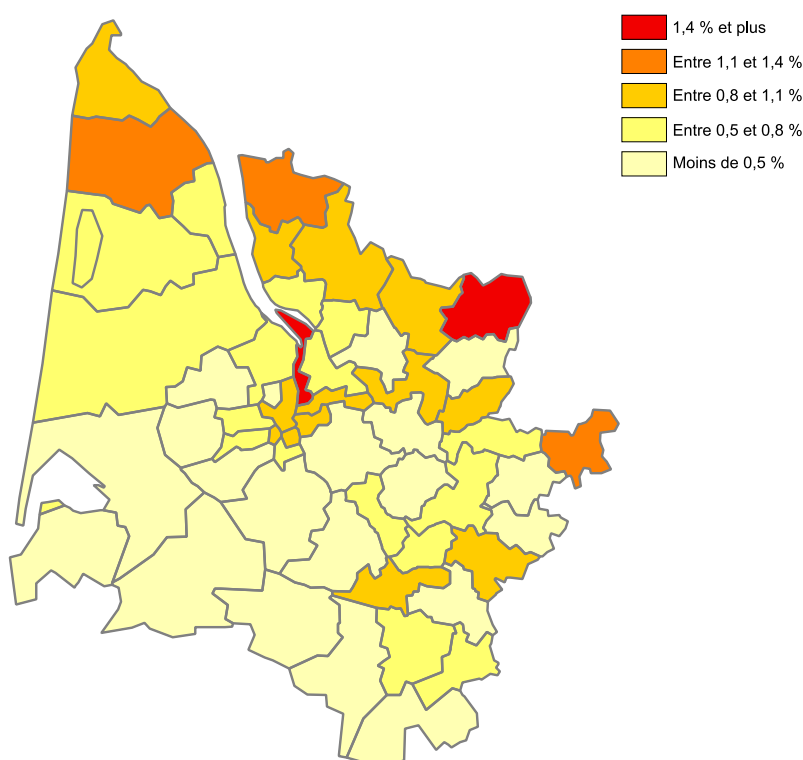 1,4 % et plus
Entre 1,1 et 1,4 %
Entre 0,8 et 1,1 %
Entre 0,5 et 0,8 %
Moins de 0,5 %